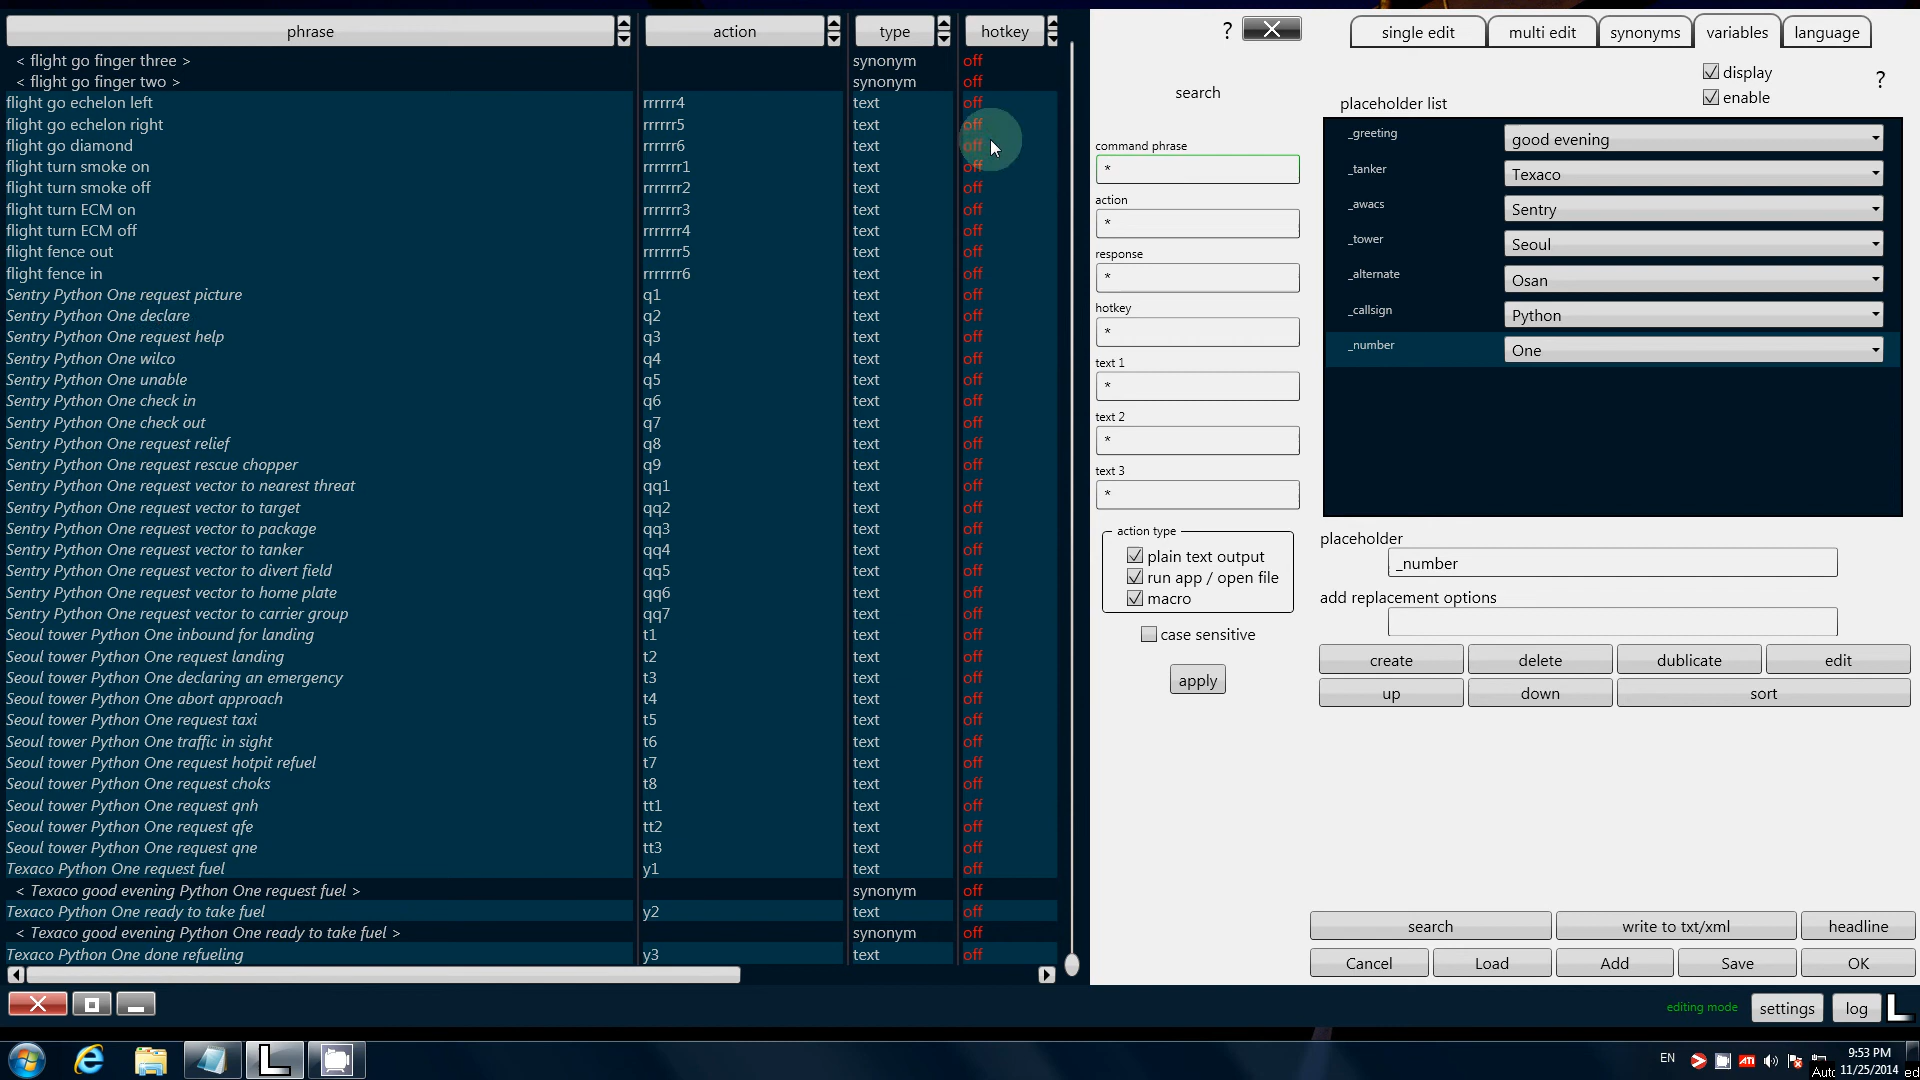 phrase action type hotkey
< flight go finger three > synonym off
< flight go finger two > synonym off
flight go echelon left rrrrrr4 text off
flight go echelon right rrrrrr5 text off
flight go diamond rrrrrr6 text off
flight turn smoke on rrrrrrr1 text off
flight turn smoke off rrrrrrr2 text off
flight turn ECM on rrrrrrr3 text off
flight turn ECM off rrrrrrr4 text off
flight fence out rrrrrrr5 text off
flight fence in rrrrrrr6 text off
Sentry Python One request picture q1 text off
Sentry Python One declare q2 text off
Sentry Python One request help q3 text off
Sentry Python One wilco q4 text off
Sentry Python One unable q5 text off
Sentry Python One check in q6 text off
Sentry Python One check out q7 text off
Sentry Python One request relief q8 text off
Sentry Python One request rescue chopper q9 text off
Sentry Python One request vector to nearest threat qq1 text off
Sentry Python One request vector to target qq2 text off
Sentry Python One request vector to package qq3 text off
Sentry Python One request vector to tanker qq4 text off
Sentry Python One request vector to divert field qq5 text off
Sentry Python One request vector to home plate qq6 text off
Sentry Python One request vector to carrier group qq7 text off
Seoul tower Python One inbound for landing t1 text off
Seoul tower Python One request landing t2 text off
Seoul tower Python One declaring an emergency t3 text off
Seoul tower Python One abort approach t4 text off
Seoul tower Python One request taxi t5 text off
Seoul tower Python One traffic in sight t6 text off
Seoul tower Python One request hotpit refuel t7 text off
Seoul tower Python One request choks t8 text off
Seoul tower Python One request qnh tt1 text off
Seoul tower Python One request qfe tt2 text off
Seoul tower Python One request qne tt3 text off
Texaco Python One request fuel y1 text off
< Texaco good evening Python One request fuel > synonym off
Texaco Python One ready to take fuel y2 text off
< Texaco good evening Python One ready to take fuel > synonym off
Texaco Python One done refueling y3 text off
?
search
command phrase
*
action
*
response
*
hotkey
*
text 1
*
text 2
*
text 3
*
action type
plain text output
run app / open file
macro
case sensitive
apply
single edit multi edit synonyms variables language
display
enable
?
placeholder list
_greeting good evening
_tanker Texaco
_awacs Sentry
_tower Seoul
_alternate Osan
_callsign Python
_number One
placeholder
_number
add replacement options
create delete dublicate edit
up down sort
search write to txt/xml headline
Cancel Load Add Save OK
editing mode settings log
EN
ATI
9:53 PM
11/25/2014